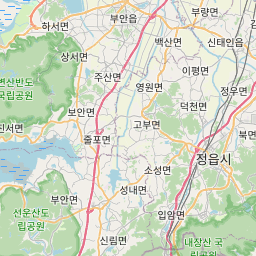 부안읍
부량면
하서면
백산면
신태인읍
상서면
이평면
주산면
변산반도
국립공원
영원면
정우면
덕천면
보안면
고부면
진서면
줄포면
북면
정읍시
소성면
성내면
부안면
선운산도
립공원
입암면
신림면
내장산 국
립공원